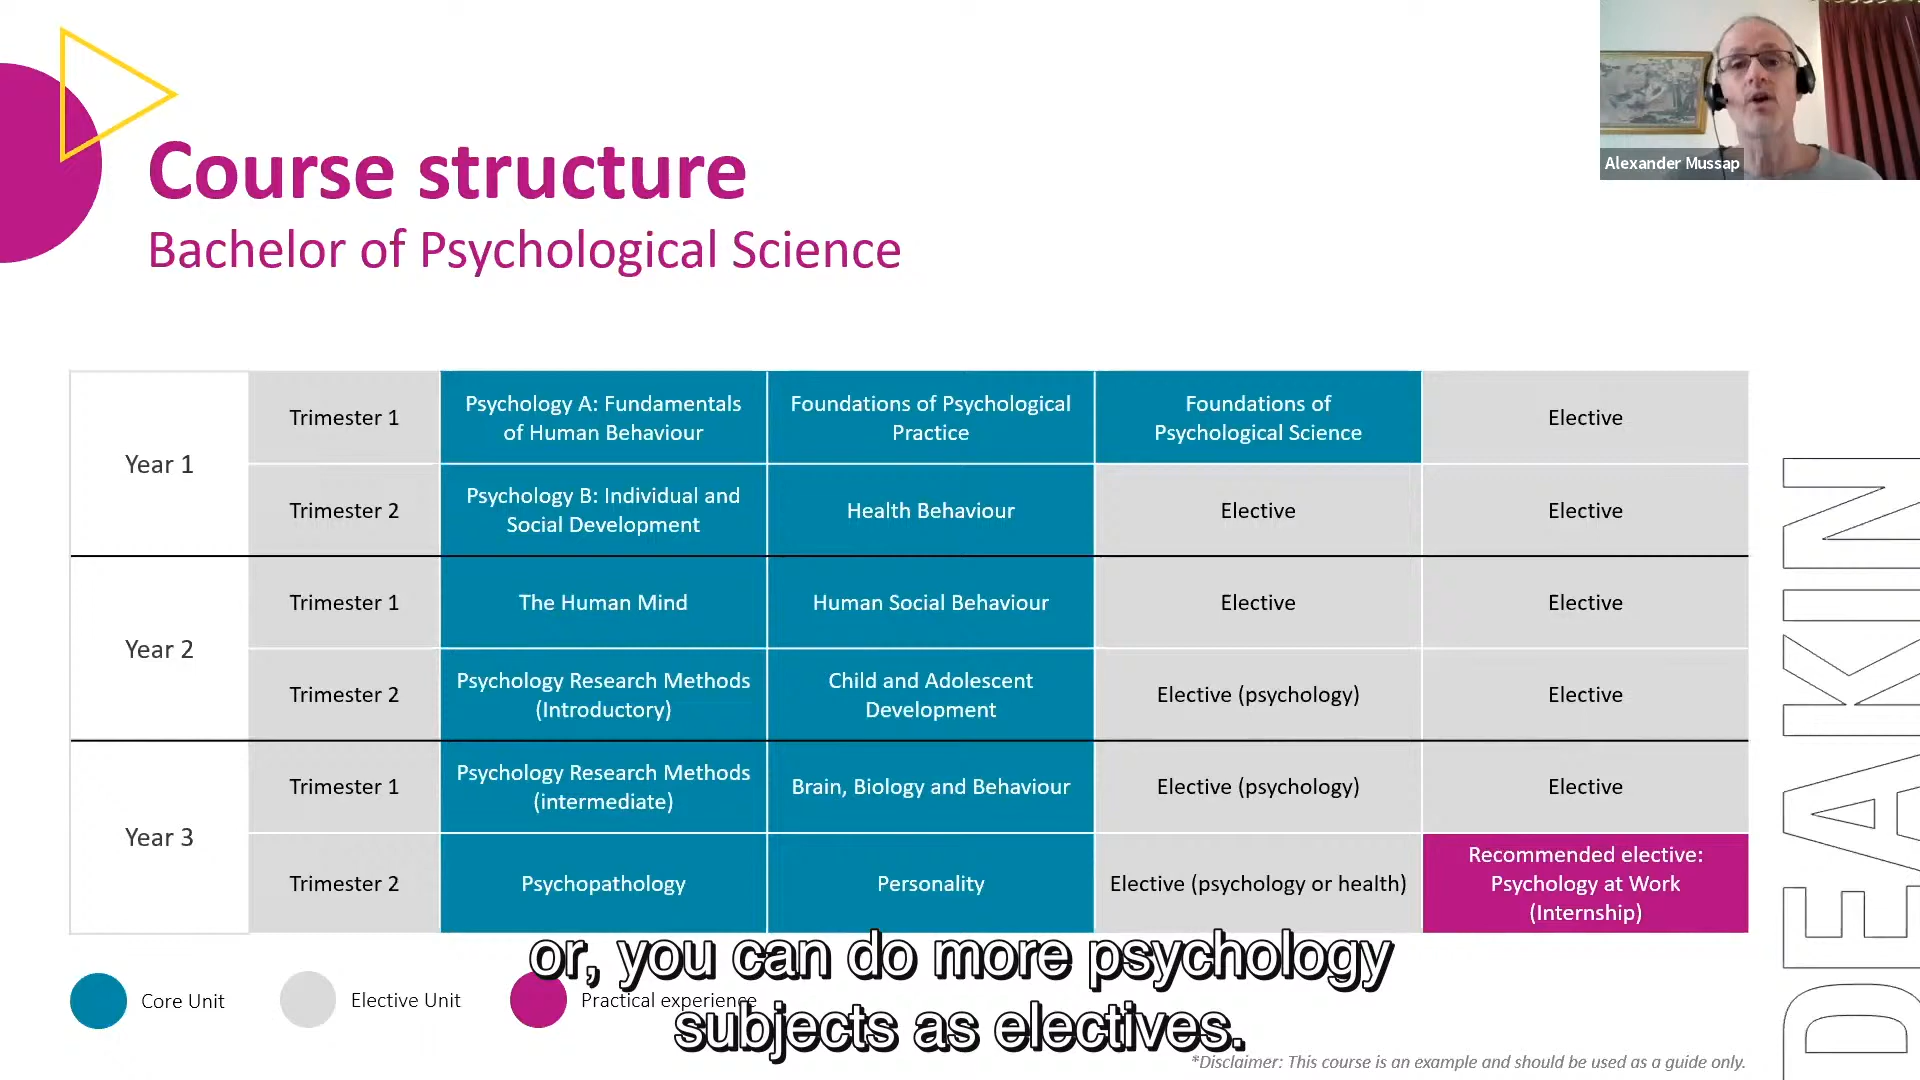 Alexander Mussap
Course structure
Bachelor of Psychological Science
Year 1
Trimester 1
Psychology A: Fundamentals
of Human Behaviour
Foundations of Psychological
Practice
Foundations of
Psychological Science
Elective
Trimester 2
Psychology B: Individual and
Social Development
Health Behaviour
Elective
Elective
Year 2
Trimester 1
The Human Mind
Human Social Behaviour
Elective
Elective
Trimester 2
Psychology Research Methods
(Introductory)
Child and Adolescent
Development
Elective (psychology)
Elective
Year 3
Trimester 1
Psychology Research Methods
(intermediate)
Brain, Biology and Behaviour
Elective (psychology)
Elective
Trimester 2
Psychopathology
Personality
Elective (psychology or health)
Recommended elective:
Psychology at Work
(Internship)
Core Unit
Elective Unit
Practical experience
or, you can do more psychology
subjects as electives.
*Disclaimer: This course is an example and should be used as a guide only.
DEAKIN